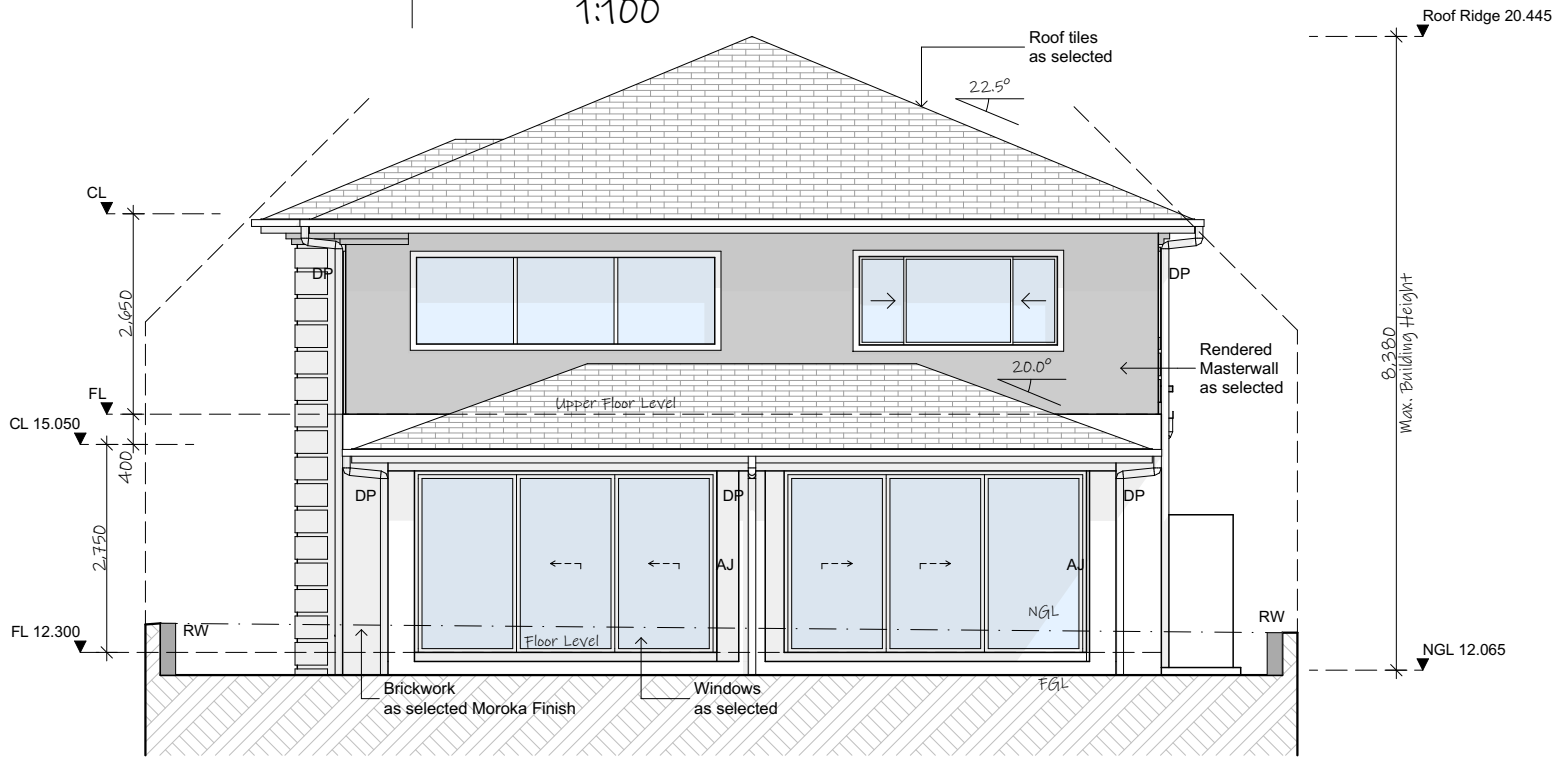 1:100
Roof Ridge 20.445
Roof tiles
as selected
22.5°
CL
DP
DP
2,650
8,380
Max. Building Height
Rendered
Masterwall
as selected
20.0°
FL
Upper Floor Level
CL 15.050
400
DP
DP
DP
2,750
AJ
AJ
NGL
RW
RW
FL 12.300
Floor Level
NGL 12.065
FGL
Brickwork
as selected Moroka Finish
Windows
as selected